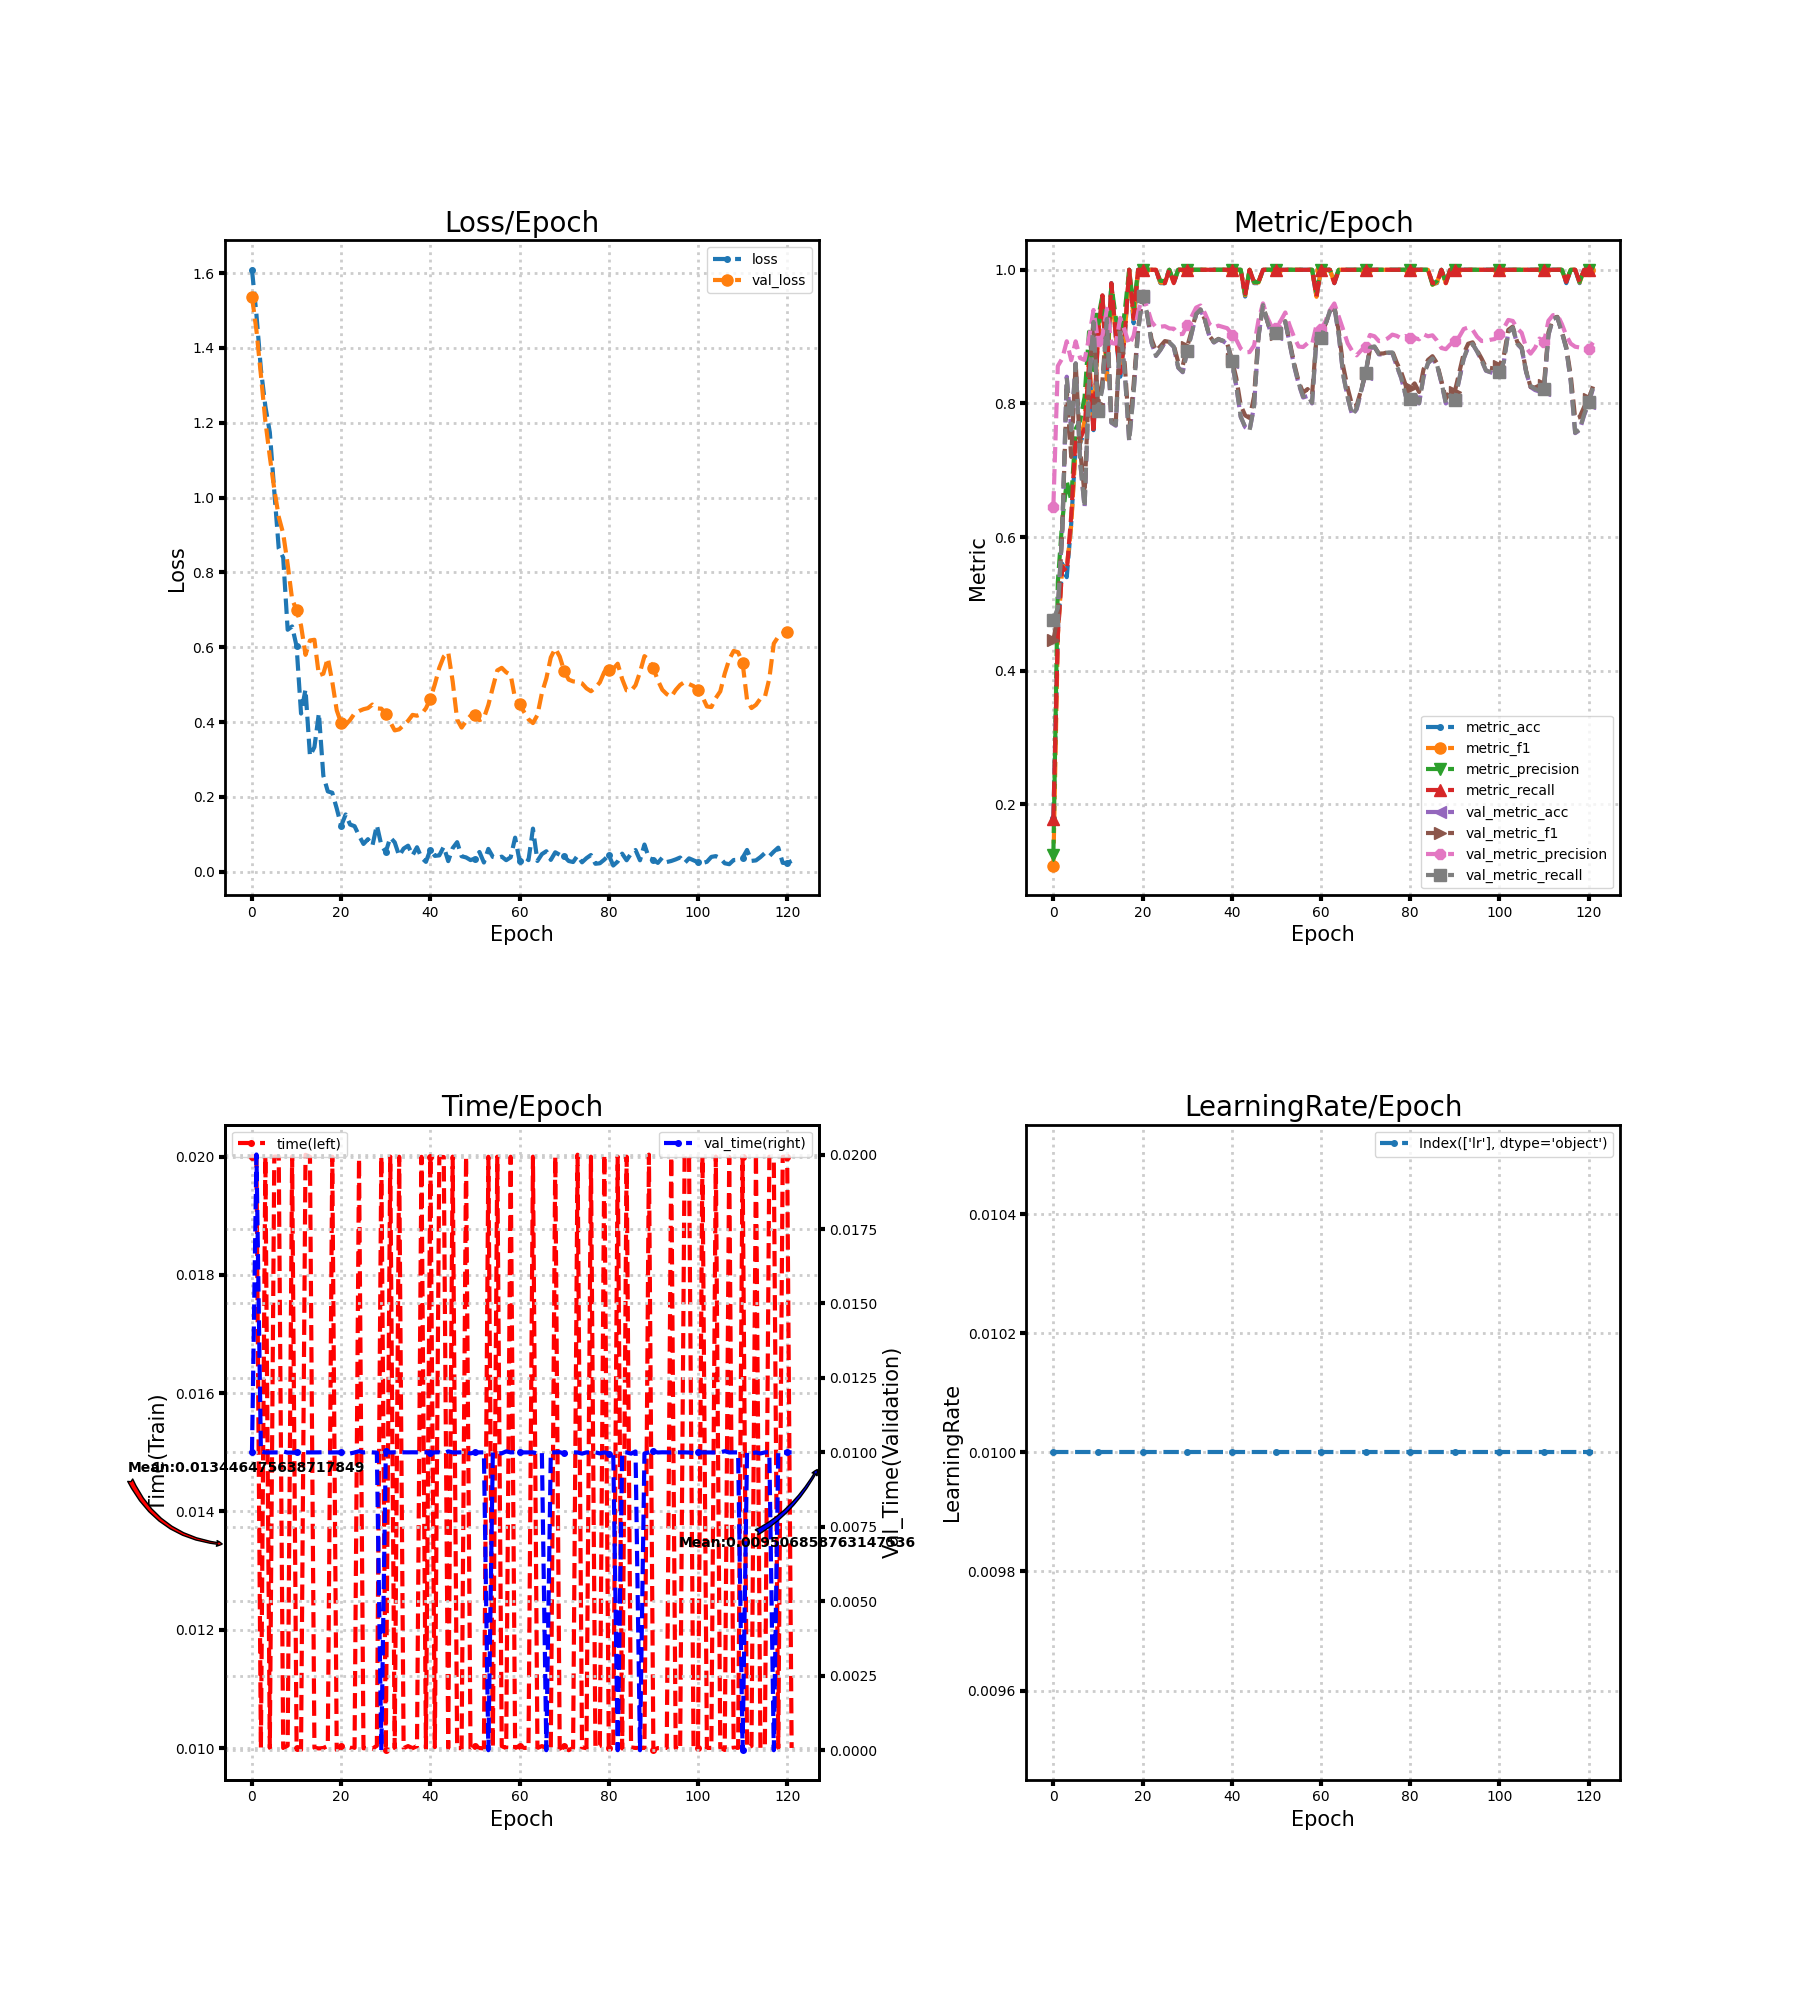 Loss/Epoch
loss
val_loss
1.6
1.4
1.2
1.0
0.8
0.6
0.4
0.2
0.0
Loss
0 20 40 60 80 100 120
Epoch
Metric/Epoch
1.0
0.8
0.6
0.4
0.2
Metric
metric_acc
metric_f1
metric_precision
metric_recall
val_metric_acc
val_metric_f1
val_metric_precision
val_metric_recall
0 20 40 60 80 100 120
Epoch
Time/Epoch
time(left)
val_time(right)
0.020
0.018
0.016
0.014
0.012
0.010
Time(Train)
Mean:0.013446475638717849
0.0200
0.0175
0.0150
0.0125
0.0100
0.0075
0.0050
0.0025
0.0000
Val_Time(Validation)
0 20 40 60 80 100 120
Epoch
LearningRate/Epoch
Index(['lr'], dtype='object')
0.0104
0.0102
0.0100
0.0098
0.0096
LearningRate
0 20 40 60 80 100 120
Epoch